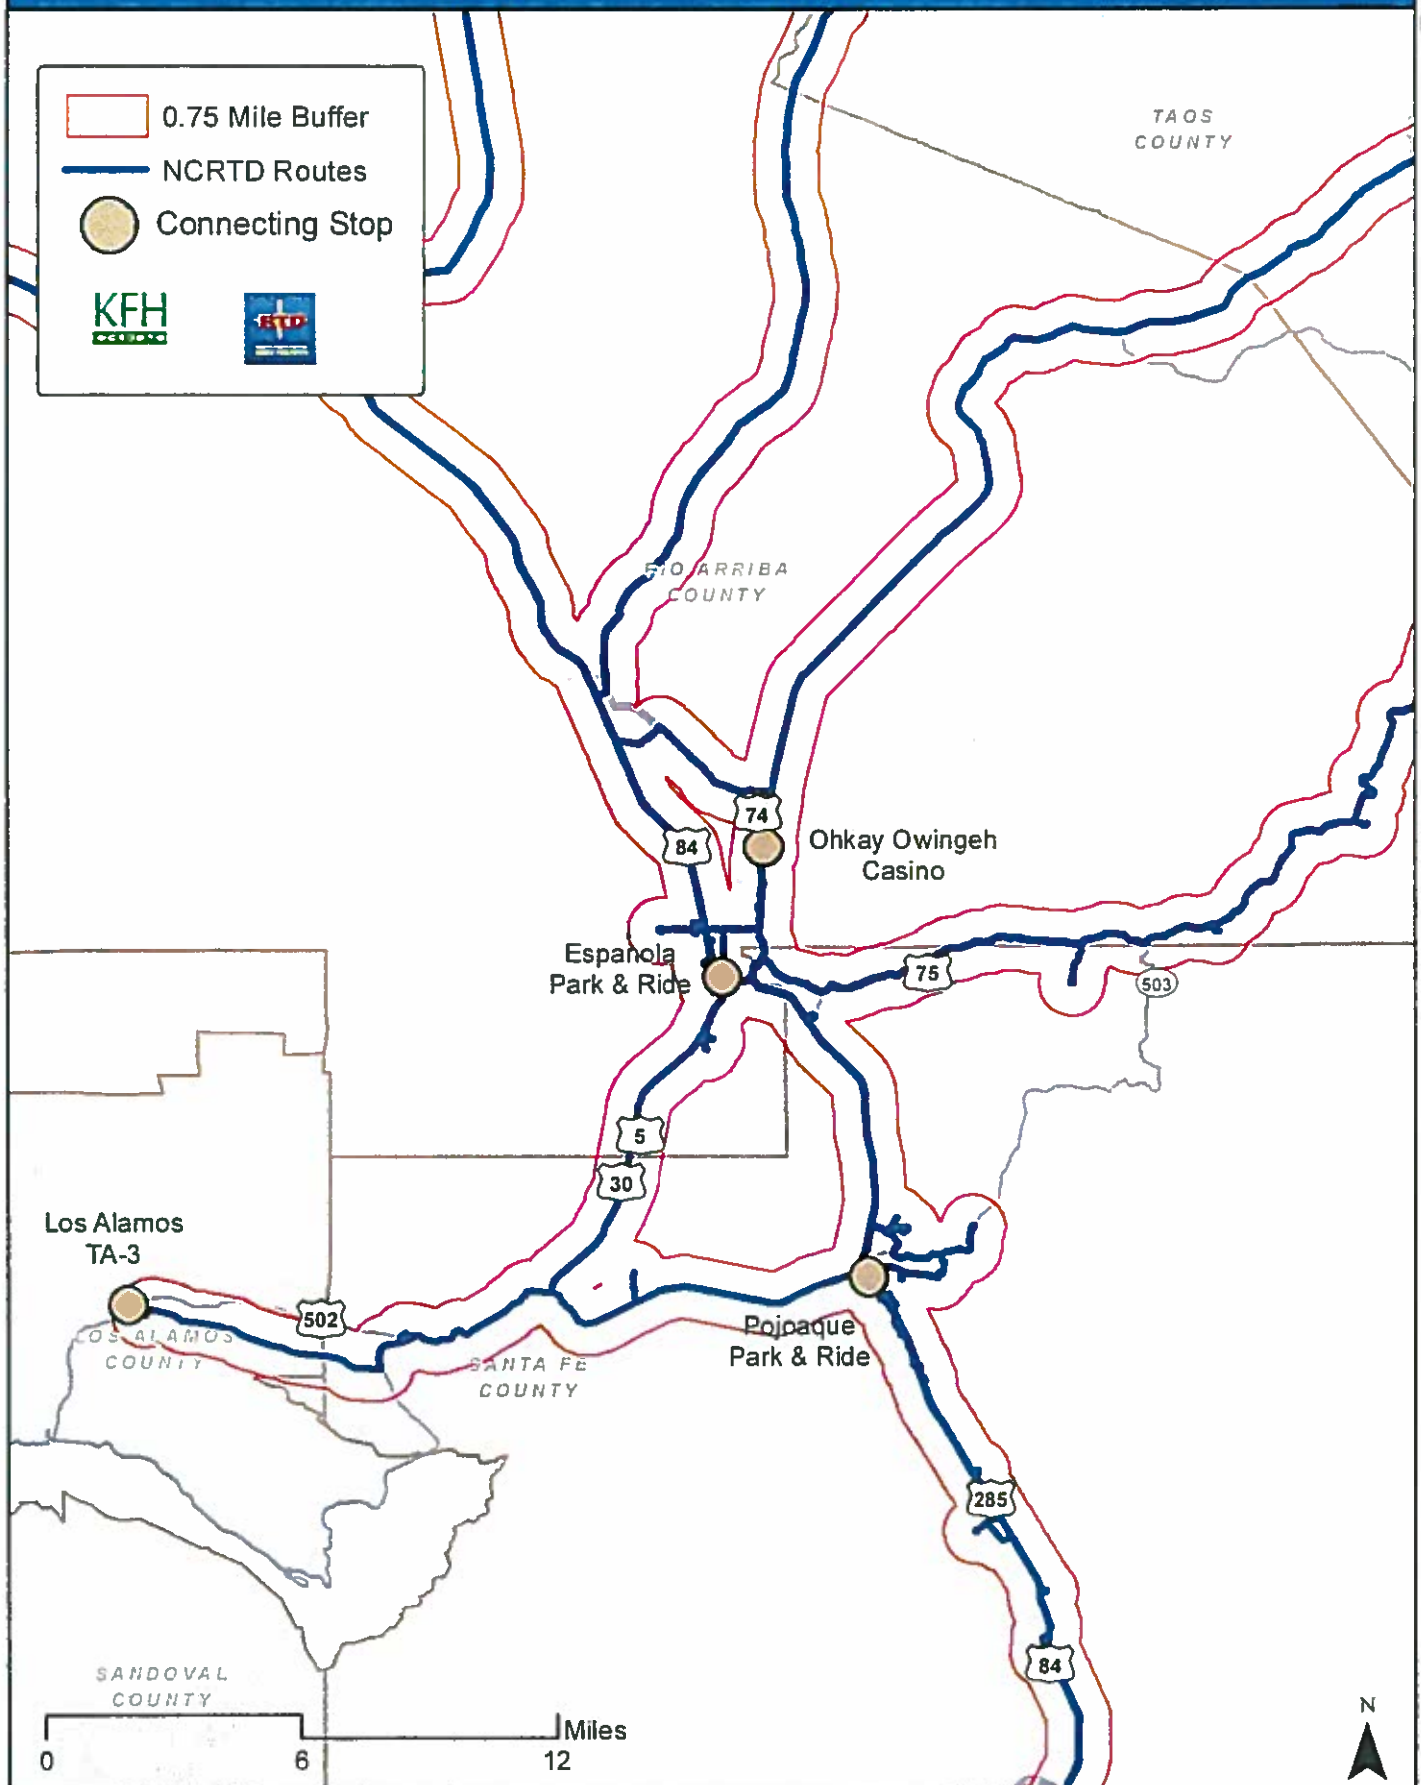 0.75 Mile Buffer
NCRTD Routes
Connecting Stop
KFH
RTD
TAOS
COUNTY
RIO ARRIBA
COUNTY
74
84
Ohkay Owingeh
Casino
Espanola
Park & Ride
75
503
5
30
Los Alamos
TA-3
502
LOS ALAMOS
COUNTY
SANTA FE
COUNTY
Pojoaque
Park & Ride
285
84
SANDOVAL
COUNTY
Miles
0 6 12
N